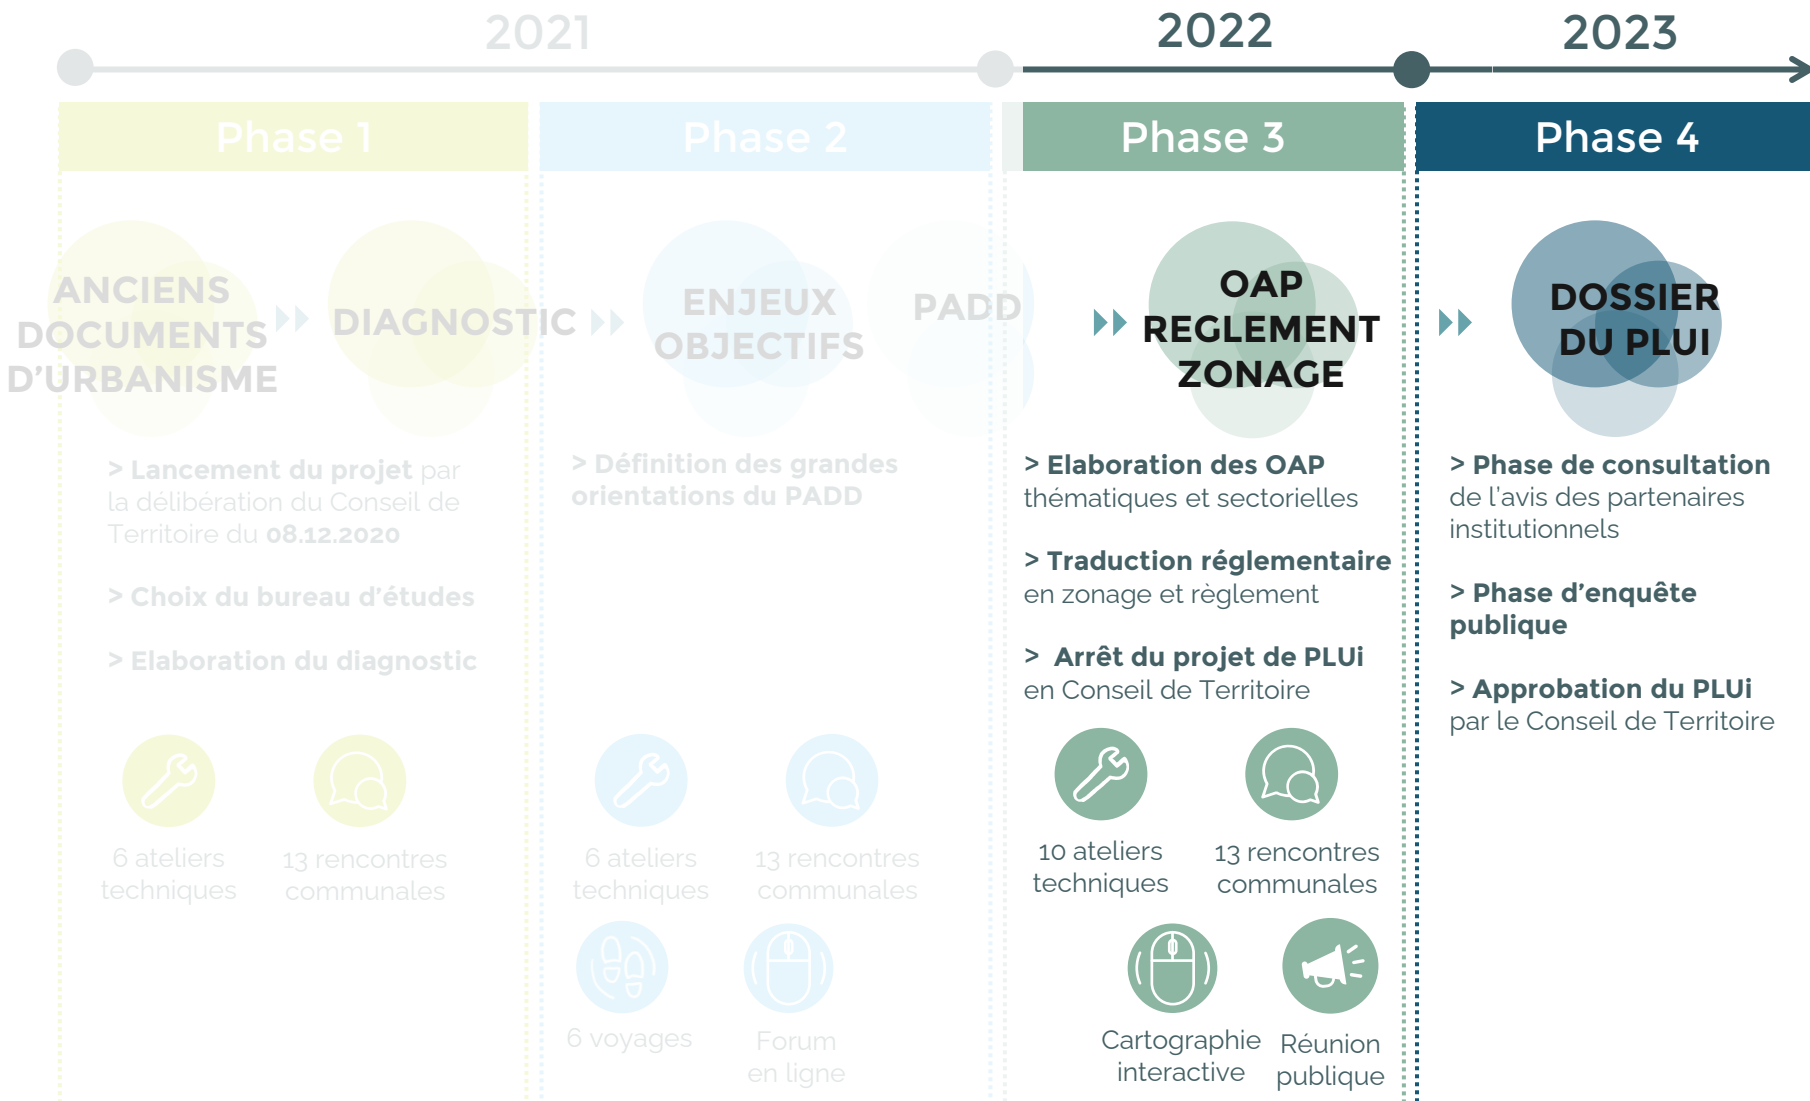 2021
2022
2023
Phase 1
Phase 2
Phase 3
Phase 4
ANCIENS
DOCUMENTS
D'URBANISME
DIAGNOSTIC
ENJEUX
OBJECTIFS
PADD
OAP
REGLEMENT
ZONAGE
DOSSIER
DU PLUI
> Lancement du projet par
la délibération du Conseil de
Territoire du 08.12.2020
> Choix du bureau d'études
> Elaboration du diagnostic
6 ateliers
techniques
13 rencontres
communales
> Définition des grandes
orientations du PADD
6 ateliers
techniques
13 rencontres
communales
6 voyages
Forum
en ligne
> Elaboration des OAP
thématiques et sectorielles
> Traduction réglementaire
en zonage et règlement
> Arrêt du projet de PLUi
en Conseil de Territoire
10 ateliers
techniques
13 rencontres
communales
Cartographie
interactive
Réunion
publique
> Phase de consultation
de l'avis des partenaires
institutionnels
> Phase d'enquête
publique
> Approbation du PLUi
par le Conseil de Territoire